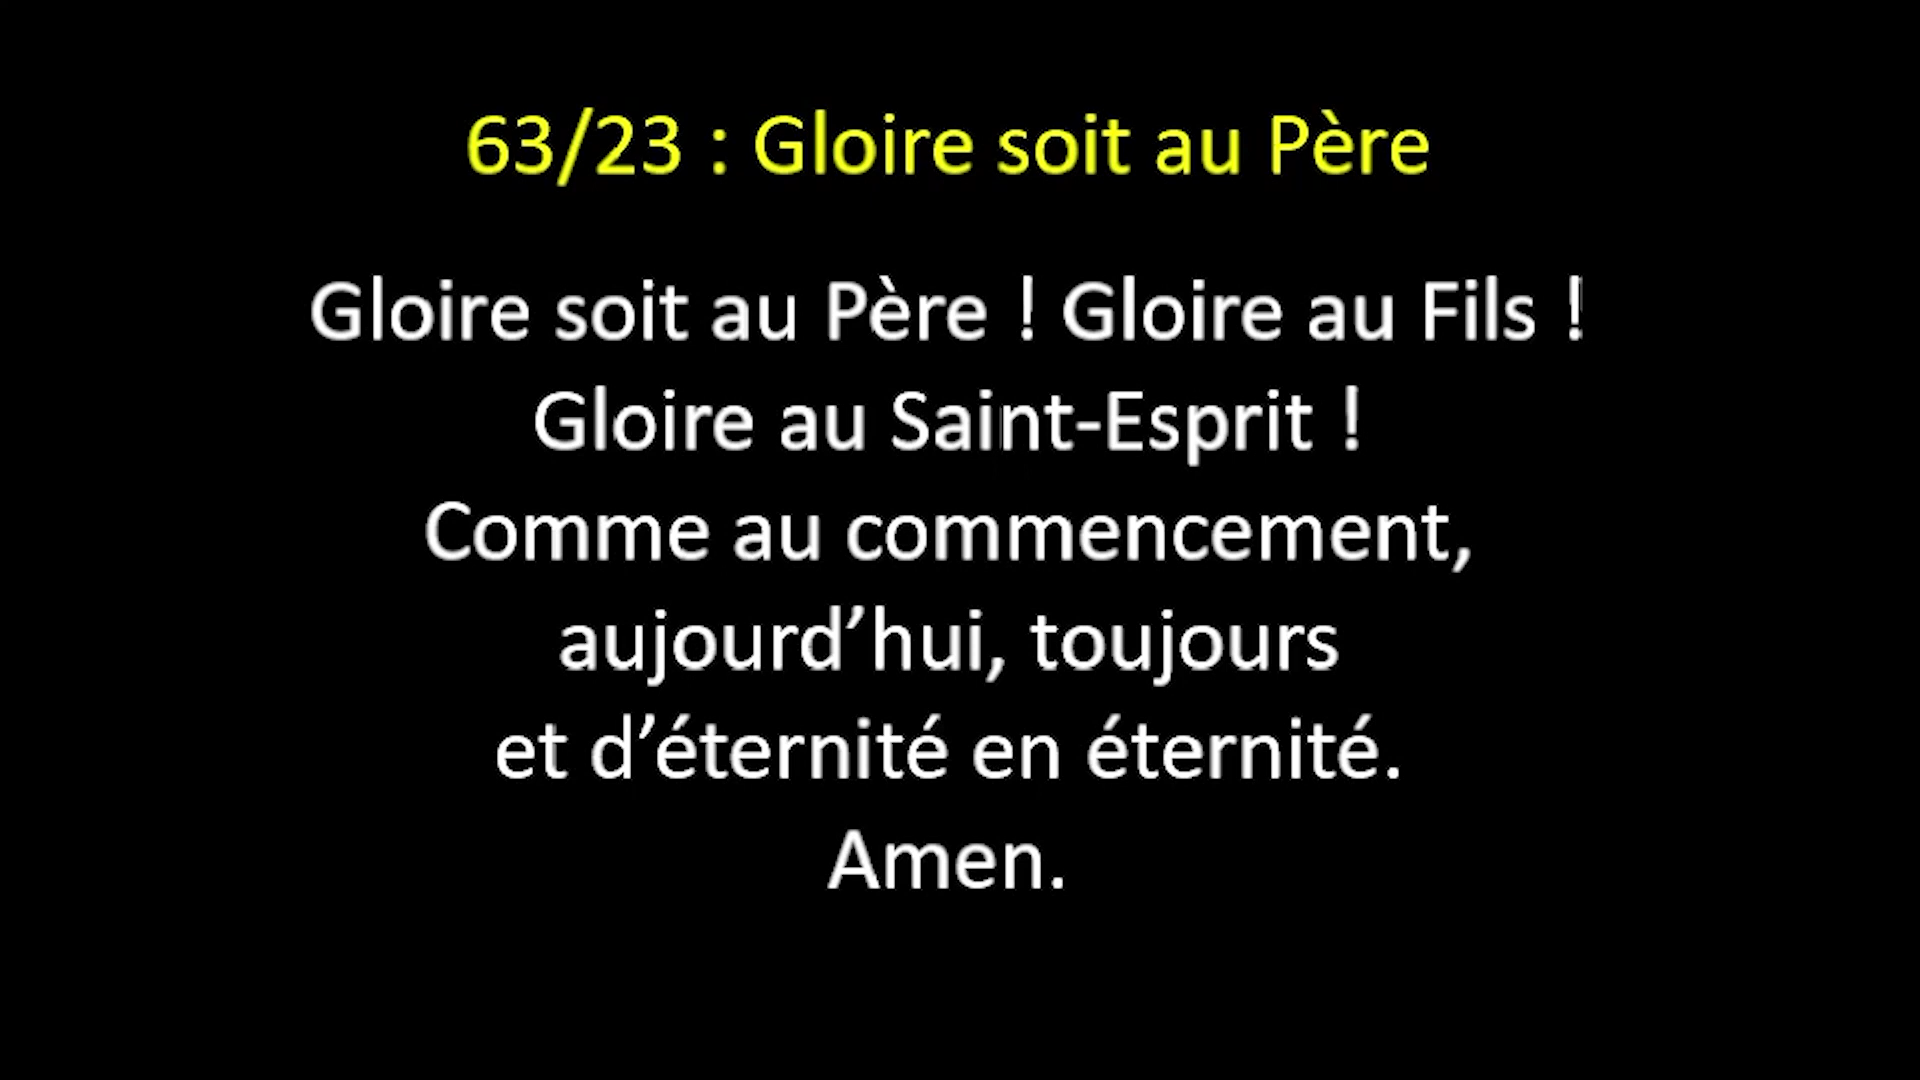 63/23 : Gloire soit au Père
Gloire soit au Père ! Gloire au Fils !
Gloire au Saint-Esprit !
Comme au commencement,
aujourd’hui, toujours
et d’éternité en éternité.
Amen.